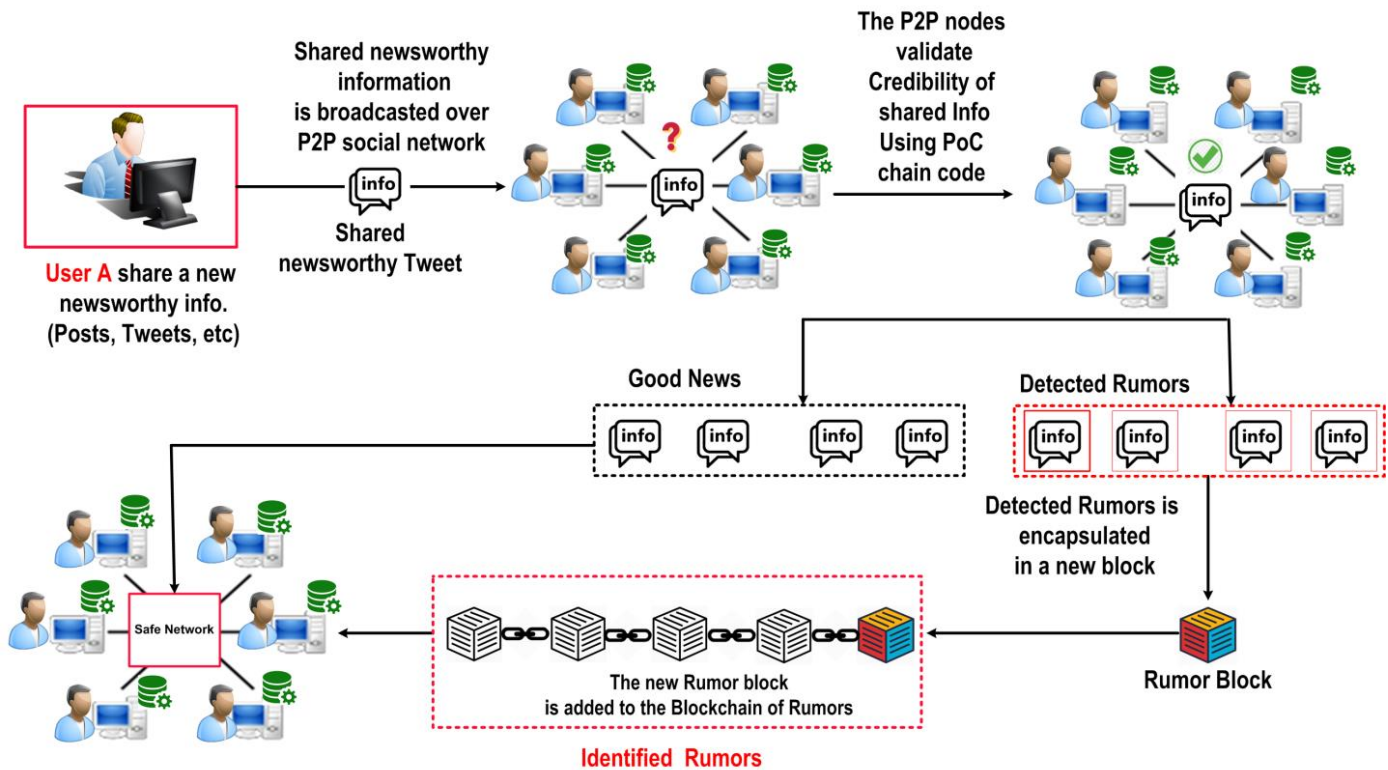 Shared newsworthy
information
is broadcasted over
P2P social network
info
Shared
newsworthy Tweet
User A share a new
newsworthy info.
(Posts, Tweets, etc)
?
info
The P2P nodes
validate
Credibility of
shared Info
Using PoC
chain code
info
Good News
info
info
info
info
Detected Rumors
info
info
info
info
Detected Rumors is
encapsulated
in a new block
Rumor Block
The new Rumor block
is added to the Blockchain of Rumors
Identified Rumors
Safe Network